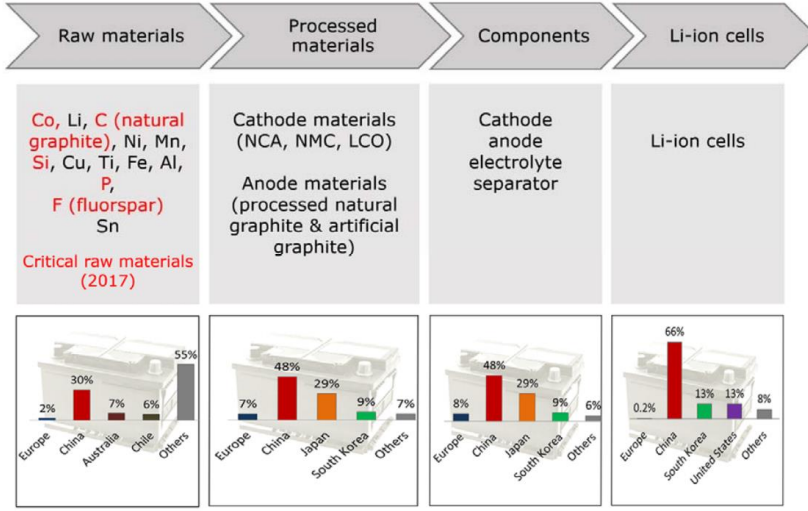 Raw materials
Processed
materials
Components
Li-ion cells
Co, Li, C (natural
graphite), Ni, Mn,
Si, Cu, Ti, Fe, Al,
P,
F (fluorspar)
Sn
Critical raw materials
(2017)
Cathode materials
(NCA, NMC, LCO)
Anode materials
(processed natural
graphite & artificial
graphite)
Cathode
anode
electrolyte
separator
Li-ion cells
2%
30%
7%
6%
55%
Europe
China
Australia
Chile
Others
7%
48%
29%
9%
7%
Europe
China
Japan
South Korea
Others
8%
48%
29%
9%
6%
Europe
China
Japan
South Korea
Others
0.2%
66%
13%
13%
8%
Europe
China
South Korea
United States
Others